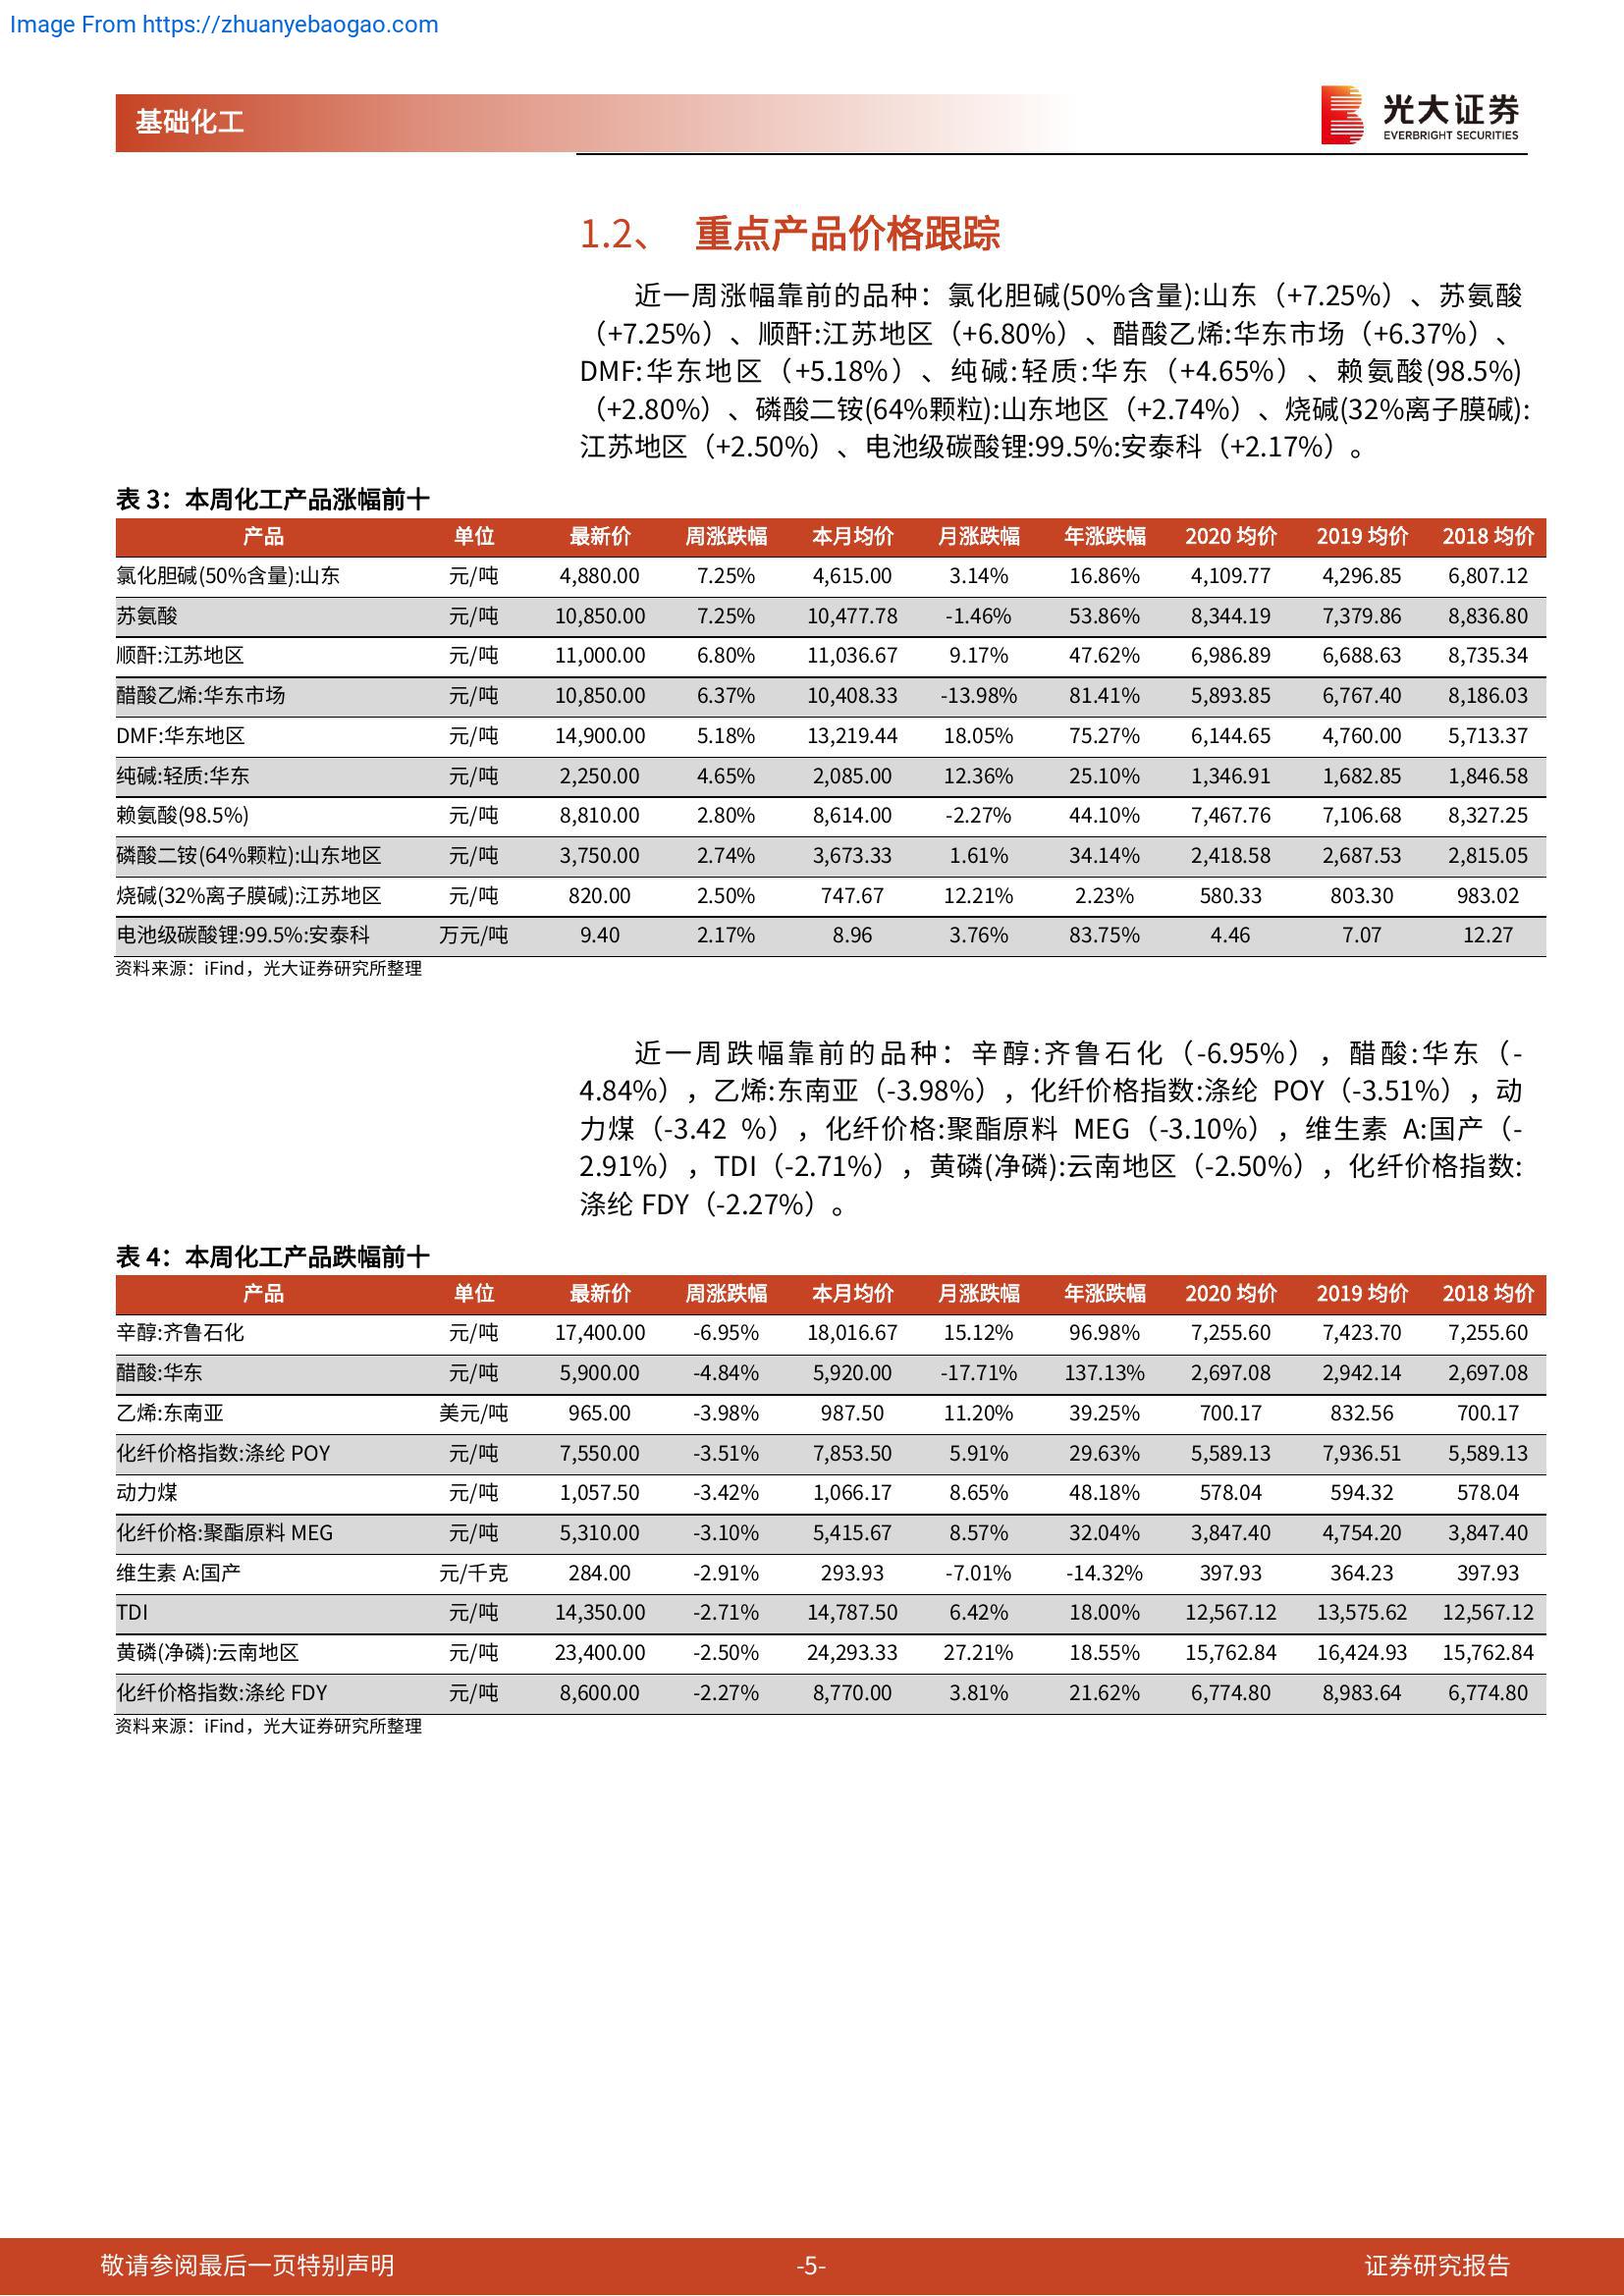 Image From https://zhuanyebaogao.com
基础化工
光大证券
EVERBRIGHT SECURITIES
1.2、 重点产品价格跟踪
近一周涨幅靠前的品种：氯化胆碱(50%含量):山东（+7.25%）、苏氨酸
（+7.25%）、顺酐:江苏地区（+6.80%）、醋酸乙烯:华东市场（+6.37%）、
DMF:华东地区（+5.18%）、纯碱:轻质:华东（+4.65%）、赖氨酸(98.5%)
（+2.80%）、磷酸二铵(64%颗粒):山东地区（+2.74%）、烧碱(32%离子膜碱):
江苏地区（+2.50%）、电池级碳酸锂:99.5%:安泰科（+2.17%）。
表 3：本周化工产品涨幅前十
产品 单位 最新价 周涨跌幅 本月均价 月涨跌幅 年涨跌幅 2020 均价 2019 均价 2018 均价
氯化胆碱(50%含量):山东 元/吨 4,880.00 7.25% 4,615.00 3.14% 16.86% 4,109.77 4,296.85 6,807.12
苏氨酸 元/吨 10,850.00 7.25% 10,477.78 -1.46% 53.86% 8,344.19 7,379.86 8,836.80
顺酐:江苏地区 元/吨 11,000.00 6.80% 11,036.67 9.17% 47.62% 6,986.89 6,688.63 8,735.34
醋酸乙烯:华东市场 元/吨 10,850.00 6.37% 10,408.33 -13.98% 81.41% 5,893.85 6,767.40 8,186.03
DMF:华东地区 元/吨 14,900.00 5.18% 13,219.44 18.05% 75.27% 6,144.65 4,760.00 5,713.37
纯碱:轻质:华东 元/吨 2,250.00 4.65% 2,085.00 12.36% 25.10% 1,346.91 1,682.85 1,846.58
赖氨酸(98.5%) 元/吨 8,810.00 2.80% 8,614.00 -2.27% 44.10% 7,467.76 7,106.68 8,327.25
磷酸二铵(64%颗粒):山东地区 元/吨 3,750.00 2.74% 3,673.33 1.61% 34.14% 2,418.58 2,687.53 2,815.05
烧碱(32%离子膜碱):江苏地区 元/吨 820.00 2.50% 747.67 12.21% 2.23% 580.33 803.30 983.02
电池级碳酸锂:99.5%:安泰科 万元/吨 9.40 2.17% 8.96 3.76% 83.75% 4.46 7.07 12.27
资料来源：iFind，光大证券研究所整理
近一周跌幅靠前的品种：辛醇:齐鲁石化（-6.95%），醋酸:华东（-
4.84%），乙烯:东南亚（-3.98%），化纤价格指数:涤纶 POY（-3.51%），动
力煤（-3.42 %），化纤价格:聚酯原料 MEG（-3.10%），维生素 A:国产（-
2.91%），TDI（-2.71%），黄磷(净磷):云南地区（-2.50%），化纤价格指数:
涤纶 FDY（-2.27%）。
表 4：本周化工产品跌幅前十
产品 单位 最新价 周涨跌幅 本月均价 月涨跌幅 年涨跌幅 2020 均价 2019 均价 2018 均价
辛醇:齐鲁石化 元/吨 17,400.00 -6.95% 18,016.67 15.12% 96.98% 7,255.60 7,423.70 7,255.60
醋酸:华东 元/吨 5,900.00 -4.84% 5,920.00 -17.71% 137.13% 2,697.08 2,942.14 2,697.08
乙烯:东南亚 美元/吨 965.00 -3.98% 987.50 11.20% 39.25% 700.17 832.56 700.17
化纤价格指数:涤纶 POY 元/吨 7,550.00 -3.51% 7,853.50 5.91% 29.63% 5,589.13 7,936.51 5,589.13
动力煤 元/吨 1,057.50 -3.42% 1,066.17 8.65% 48.18% 578.04 594.32 578.04
化纤价格:聚酯原料 MEG 元/吨 5,310.00 -3.10% 5,415.67 8.57% 32.04% 3,847.40 4,754.20 3,847.40
维生素 A:国产 元/千克 284.00 -2.91% 293.93 -7.01% -14.32% 397.93 364.23 397.93
TDI 元/吨 14,350.00 -2.71% 14,787.50 6.42% 18.00% 12,567.12 13,575.62 12,567.12
黄磷(净磷):云南地区 元/吨 23,400.00 -2.50% 24,293.33 27.21% 18.55% 15,762.84 16,424.93 15,762.84
化纤价格指数:涤纶 FDY 元/吨 8,600.00 -2.27% 8,770.00 3.81% 21.62% 6,774.80 8,983.64 6,774.80
资料来源：iFind，光大证券研究所整理
敬请参阅最后一页特别声明 -5- 证券研究报告